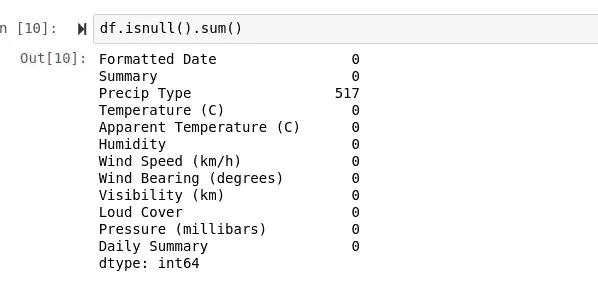 n [10]: df.isnull().sum()
Out[10]: Formatted Date 0
Summary 0
Precip Type 517
Temperature (C) 0
Apparent Temperature (C) 0
Humidity 0
Wind Speed (km/h) 0
Wind Bearing (degrees) 0
Visibility (km) 0
Loud Cover 0
Pressure (millibars) 0
Daily Summary 0
dtype: int64